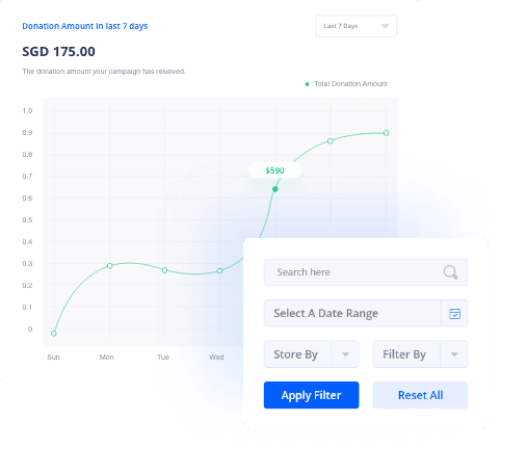 Donation Amount in last 7 days
Last 7 Days
SGD 175.00
The donation amount your campaign has received.
Total Donation Amount
1.0
0.9
0.8
$590
0.7
0.6
0.5
0.4
0.3
0.2
0.1
0
Sun Mon Tue Wed
Search here
Select A Date Range
Store By
Filter By
Apply Filter
Reset All